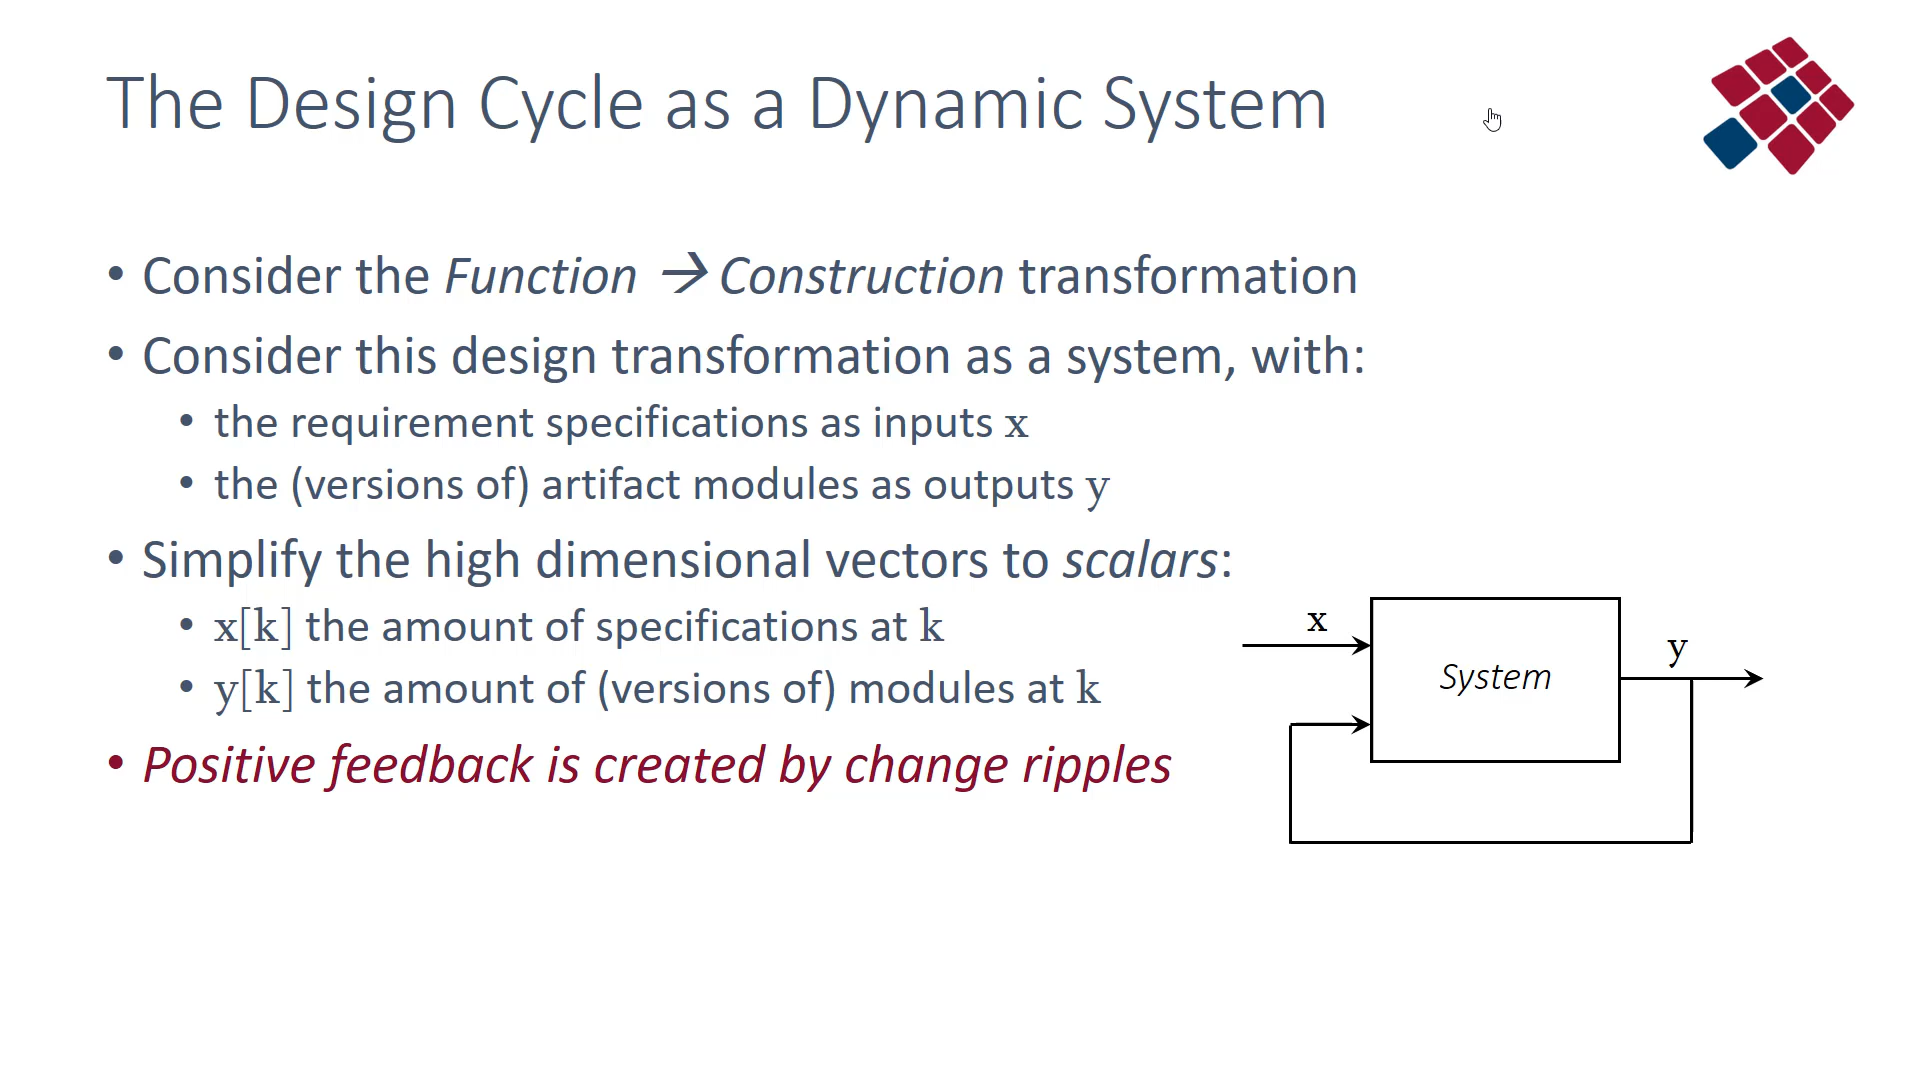 The Design Cycle as a Dynamic System
• Consider the Function → Construction transformation
• Consider this design transformation as a system, with:
• the requirement specifications as inputs x
• the (versions of) artifact modules as outputs y
• Simplify the high dimensional vectors to scalars:
• x[k] the amount of specifications at k
• y[k] the amount of (versions of) modules at k
• Positive feedback is created by change ripples
x
System
y